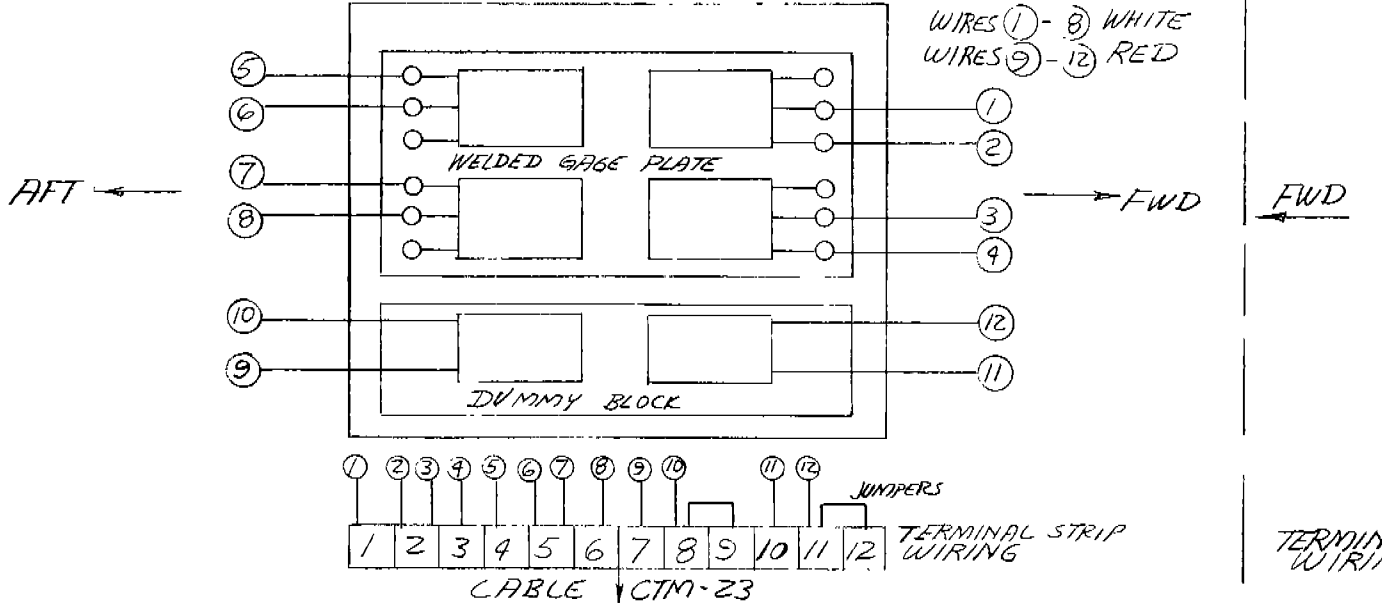 WIRES ① - ⑧ WHITE
WIRES ⑨ - ⑫ RED
⑤
⑥
①
②
WELDED GAGE PLATE
⑦
⑧
③
④
AFT
FWD
FWD
⑩
⑨
⑫
⑪
DUMMY BLOCK
① ② ③ ④ ⑤ ⑥ ⑦ ⑧ ⑨ ⑩ ⑪ ⑫
JUMPERS
1 2 3 4 5 6 7 8 9 10 11 12
TERMINAL STRIP
WIRING
CABLE CTM-23
TERMIN
WIRI